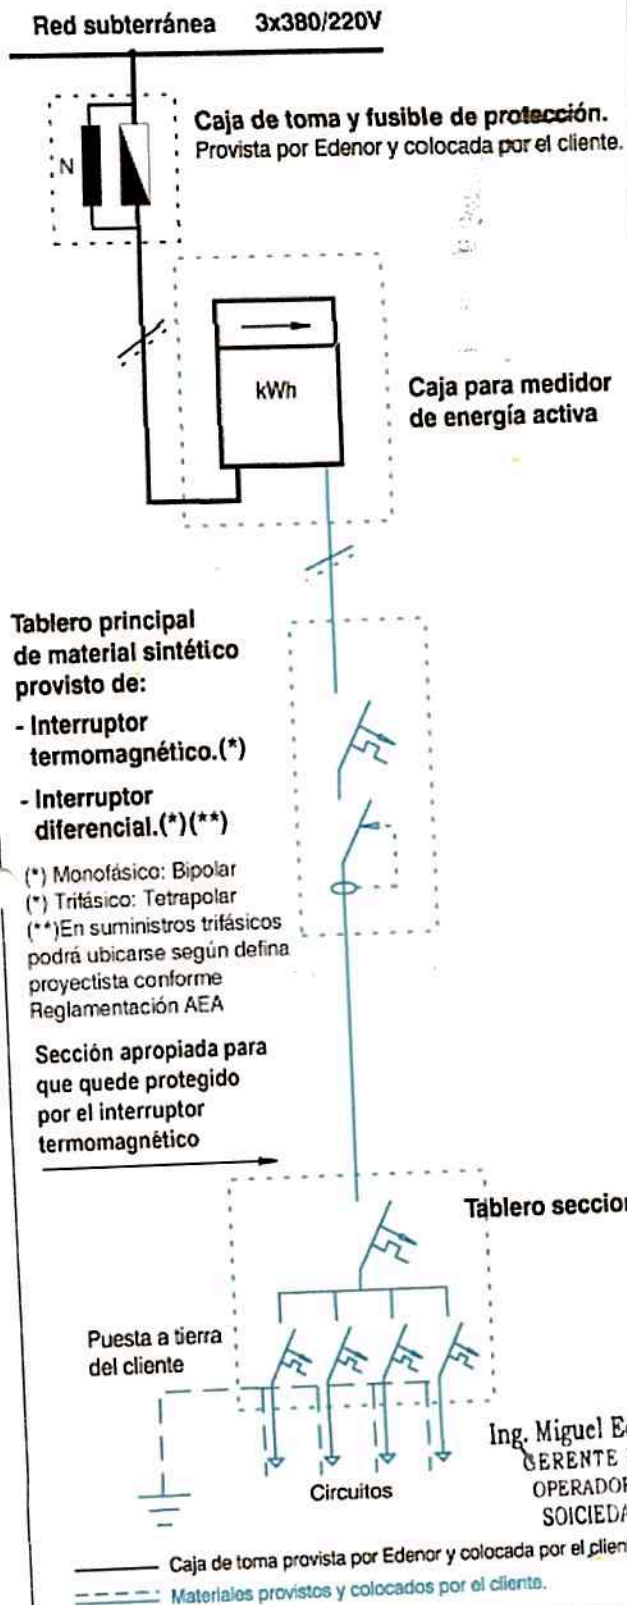 Red subterránea 3x380/220V
Caja de toma y fusible de protección.
Provista por Edenor y colocada por el cliente.
N
kWh
Caja para medidor
de energía activa
Tablero principal
de material sintético
provisto de:
- Interruptor
termomagnético.(*)
- Interruptor
diferencial.(*)(**)
(*) Monofásico: Bipolar
(*) Trifásico: Tetrapolar
(**)En suministros trifásicos
podrá ubicarse según defina
proyectista conforme
Reglamentación AEA
Sección apropiada para
que quede protegido
por el interruptor
termomagnético
Tablero
Puesta a tierra
del cliente
Circuitos
Ing. Miguel
GERENTE
Caja de toma provista por Edenor y colocada por el
Materiales provistos y colocados por el cliente.